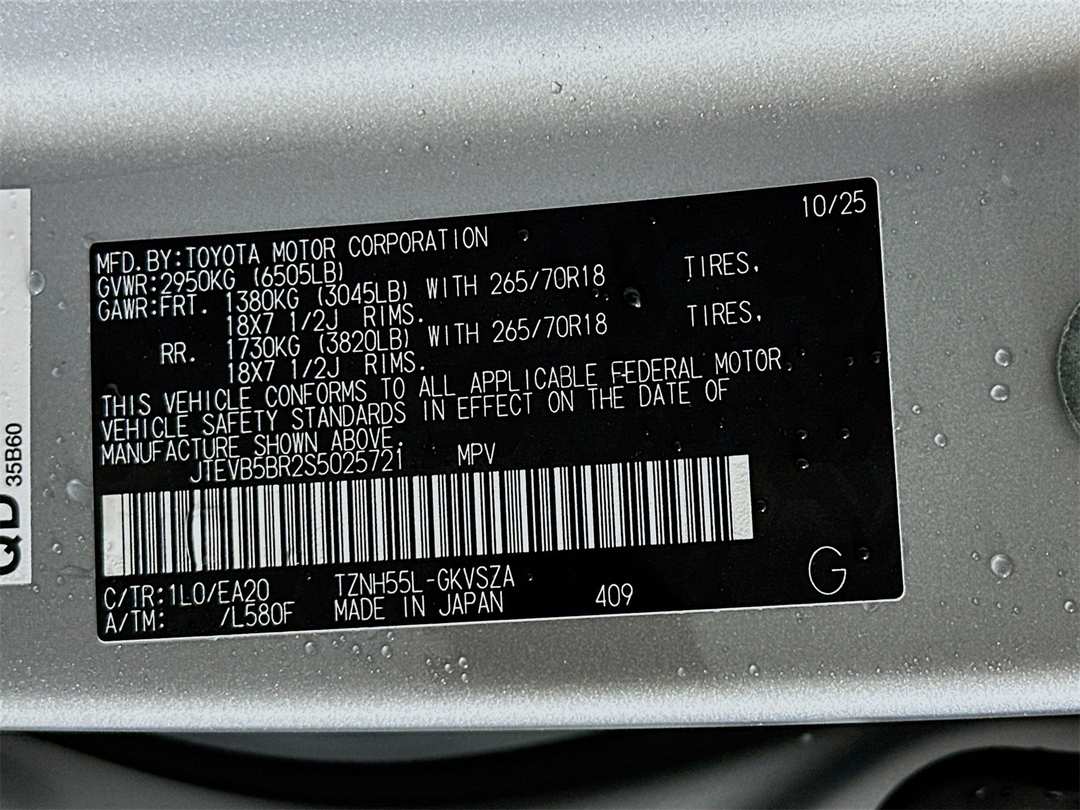 10/25
MFD.BY:TOYOTA MOTOR CORPORATION
GVWR:2950KG (6505LB)
GAWR:FRT. 1380KG (3045LB) WITH 265/70R18 TIRES,
18X7 1/2J RIMS.
RR. 1730KG (3820LB) WITH 265/70R18 TIRES,
18X7 1/2J RIMS.
THIS VEHICLE CONFORMS TO ALL APPLICABLE FEDERAL MOTOR
VEHICLE SAFETY STANDARDS IN EFFECT ON THE DATE OF
MANUFACTURE SHOWN ABOVE.
JTEVB5BR2S5025721 MPV
C/TR:1L0/EA20 TZNH55L-GKVSZA
A/TM: /L580F MADE IN JAPAN 409
G
QD
35B60